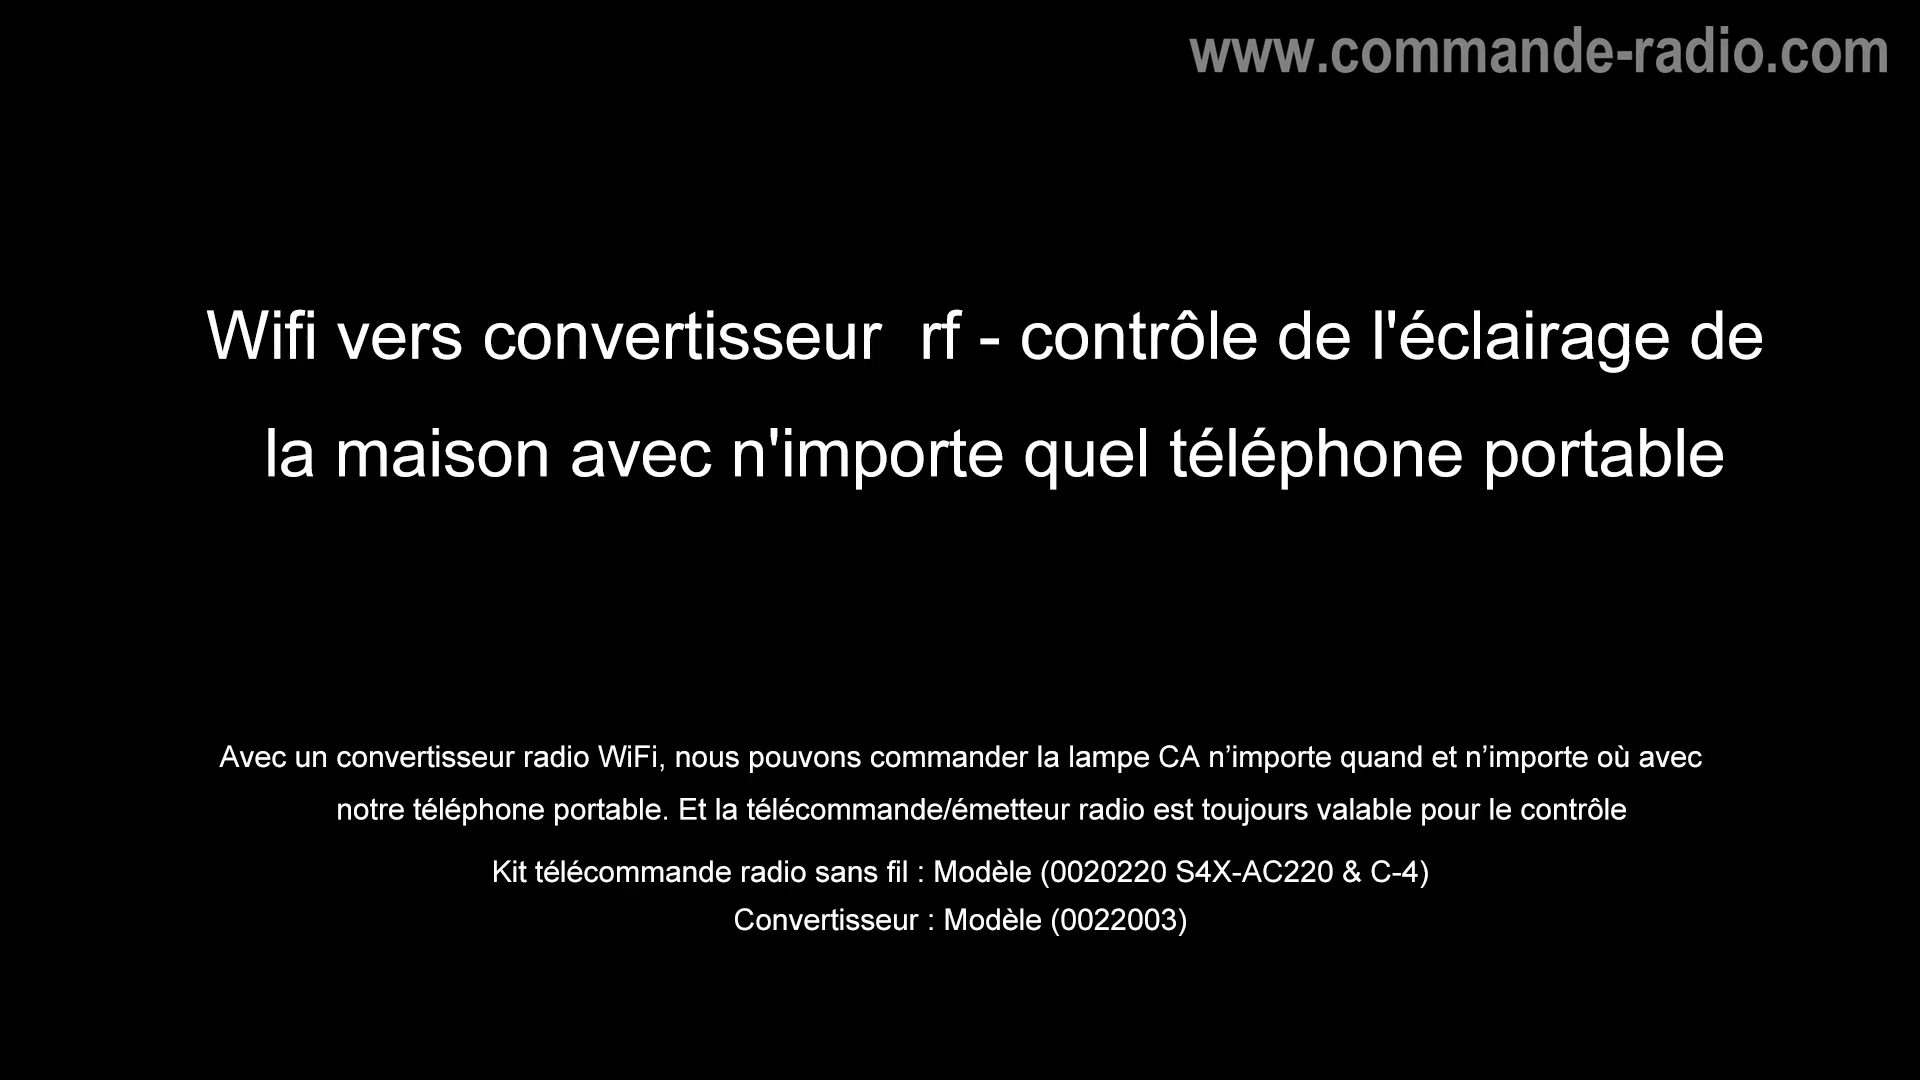 www.commande-radio.com
Wifi vers convertisseur  rf - contrôle de l'éclairage de
la maison avec n'importe quel téléphone portable
Avec un convertisseur radio WiFi, nous pouvons commander la lampe CA n’importe quand et n’importe où avec
notre téléphone portable. Et la télécommande/émetteur radio est toujours valable pour le contrôle
Kit télécommande radio sans fil : Modèle (0020220 S4X-AC220 & C-4)
Convertisseur : Modèle (0022003)